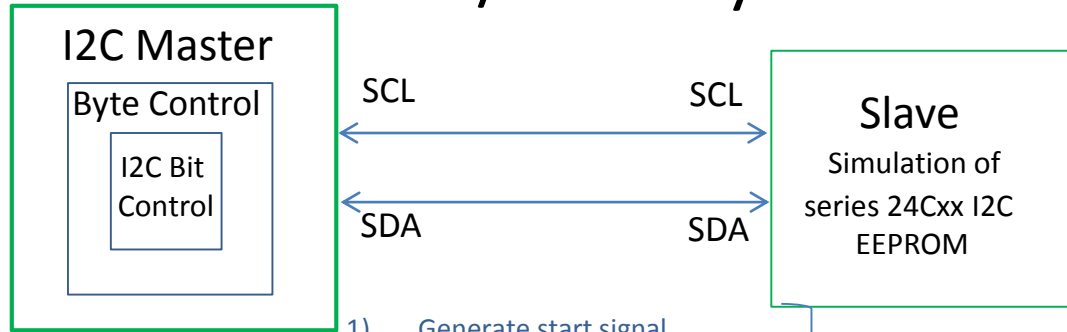 I2C Master
Byte Control
I2C Bit
Control
SCL
SCL
SDA
SDA
Slave
Simulation of
series 24Cxx I2C
EEPROM
1) Generate start signal